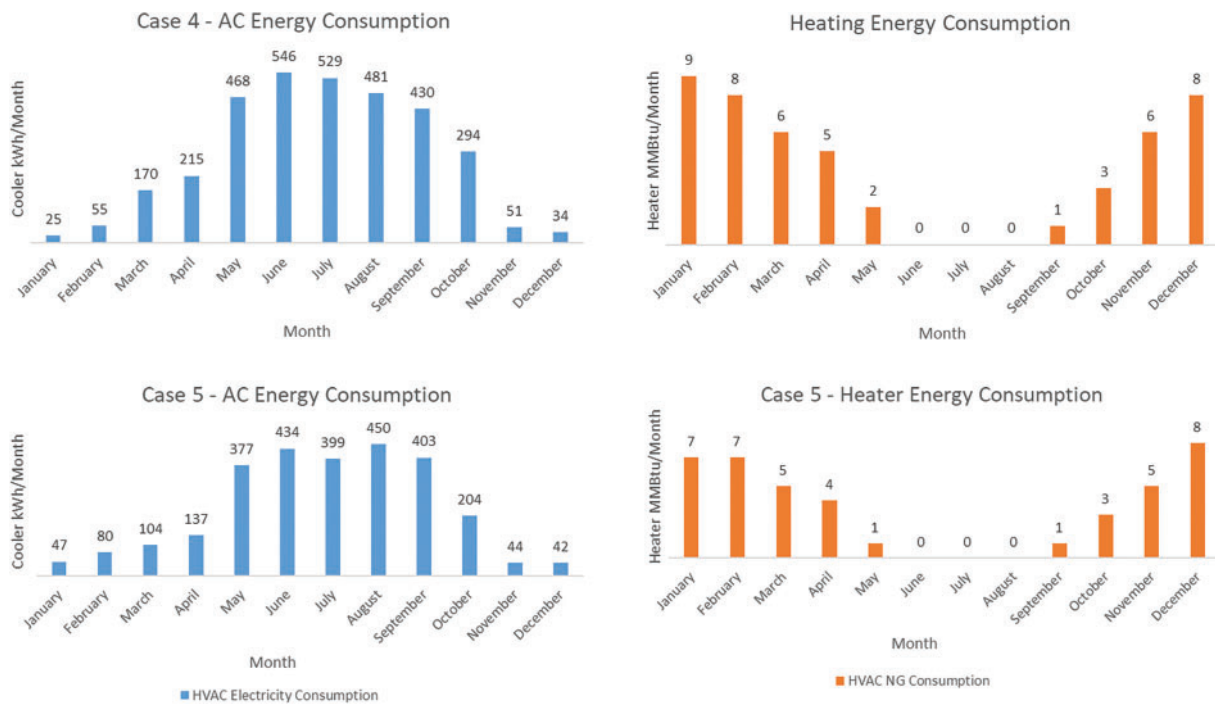 Case 4 - AC Energy Consumption
Cooler kWh/Month
25
55
170
215
468
546
529
481
430
294
51
34
January
February
March
April
May
June
July
August
September
October
November
December
Month
Heating Energy Consumption
Heater MMBtu/Month
9
8
6
5
2
0
0
0
1
3
6
8
January
February
March
April
May
June
July
August
September
October
November
December
Month
Case 5 - AC Energy Consumption
Cooler kWh/Month
47
80
104
137
377
434
399
450
403
204
44
42
January
February
March
April
May
June
July
August
September
October
November
December
Month
HVAC Electricity Consumption
Case 5 - Heater Energy Consumption
Heater MMBtu/Month
7
7
5
4
1
0
0
0
1
3
5
8
January
February
March
April
May
June
July
August
September
October
November
December
Month
HVAC NG Consumption